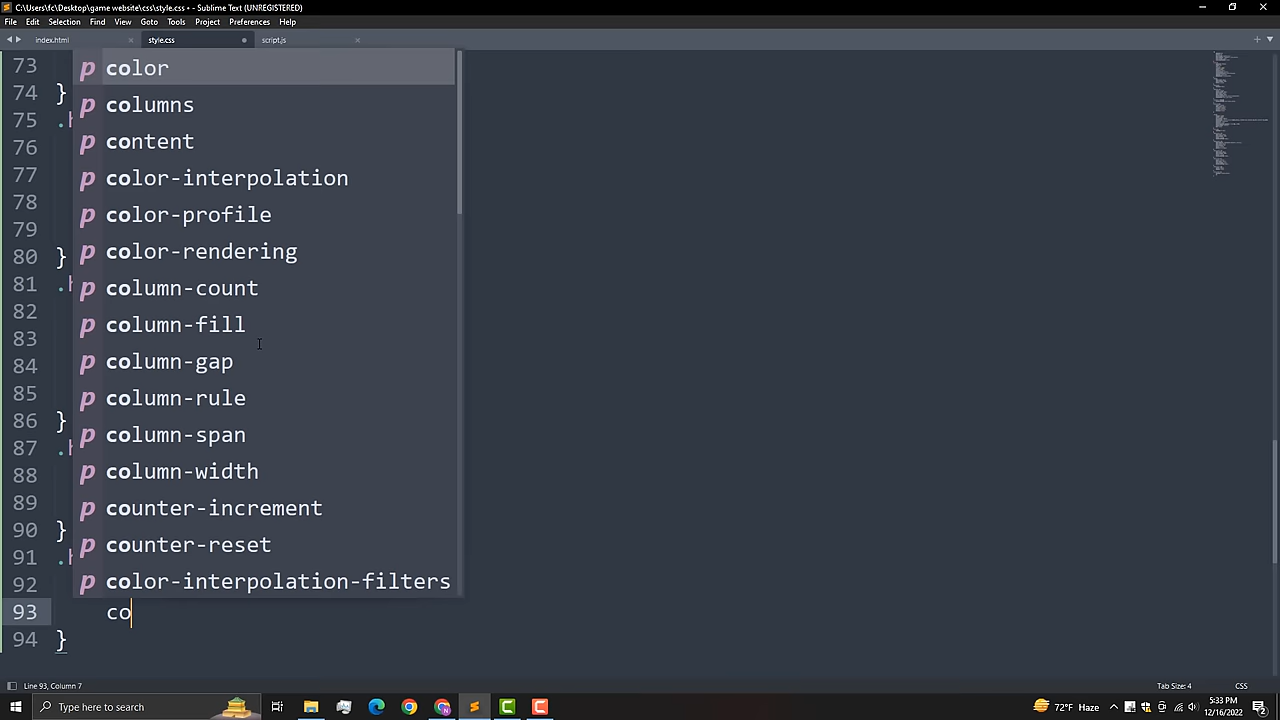 C:\Users\fc\Desktop\game website\css\style.css • - Sublime Text (UNREGISTERED)
File Edit Selection Find View Goto Tools Project Preferences Help
index.html style.css script.js
73
74 }
75 .h
76
77
78
79
80 }
81 .h
82
83
84
85
86 }
87 .h
88
89
90 }
91 .h
92
93 co
94 }
p color
p columns
p content
p color-interpolation
p color-profile
p color-rendering
p column-count
p column-fill
p column-gap
p column-rule
p column-span
p column-width
p counter-increment
p counter-reset
p color-interpolation-filters
Line 93, Column 7 Tab Size: 4 CSS
Type here to search 72°F Haze 5:33 PM
12/16/2022